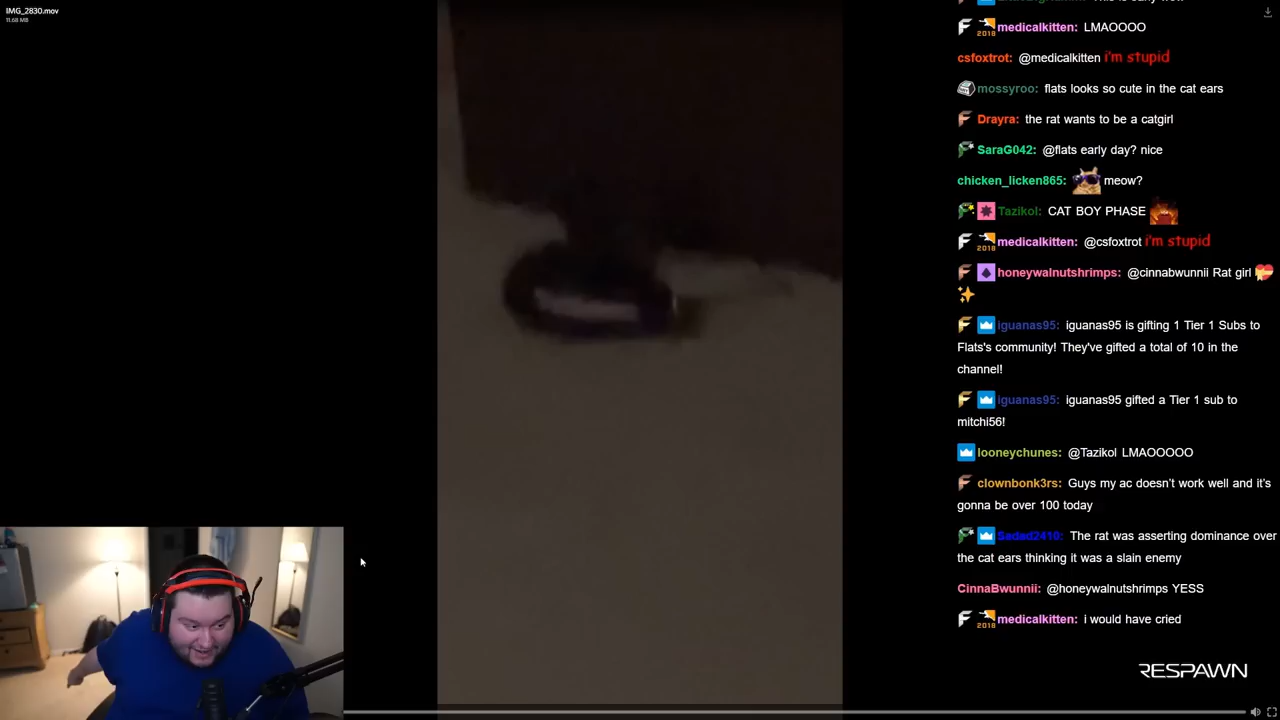 IMG_2830.mov
11.68 MB
medicalkitten: LMAOOOO
csfoxtrot: @medicalkitten i'm stupid
mossyroo: flats looks so cute in the cat ears
Drayra: the rat wants to be a catgirl
SaraG042: @flats early day? nice
chicken_licken865: meow?
Tazikol: CAT BOY PHASE
medicalkitten: @csfoxtrot i'm stupid
honeywalnutshrimps: @cinnabwunnii Rat girl
iguanas95: iguanas95 is gifting 1 Tier 1 Subs to
Flats's community! They've gifted a total of 10 in the
channel!
iguanas95: iguanas95 gifted a Tier 1 sub to
mitchi56!
looneychunes: @Tazikol LMAOOOOO
clownbonk3rs: Guys my ac doesn't work well and it's
gonna be over 100 today
Sadad2410: The rat was asserting dominance over
the cat ears thinking it was a slain enemy
CinnaBwunnii: @honeywalnutshrimps YESS
medicalkitten: i would have cried
RESPAWN